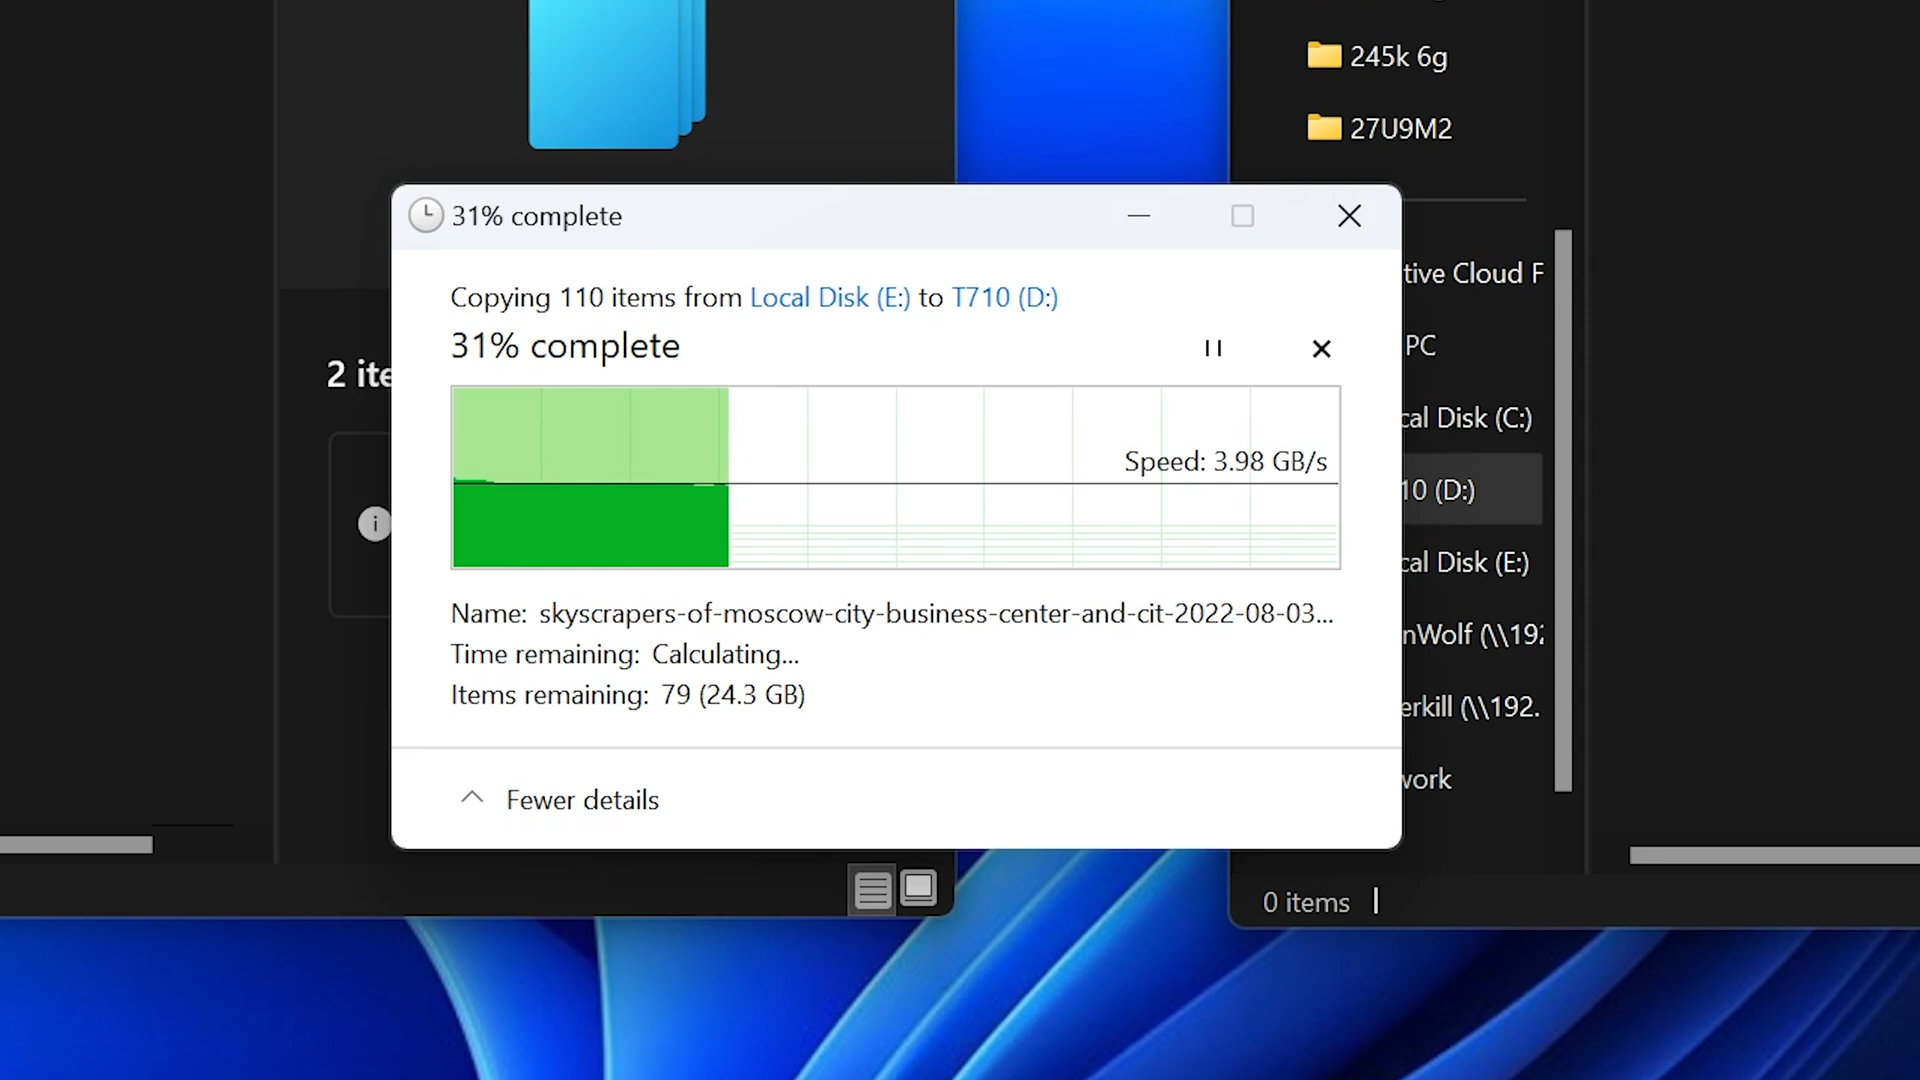 245k 6g
27U9M2
31% complete
Copying 110 items from Local Disk (E:) to T710 (D:)
31% complete
Speed: 3.98 GB/s
Name: skyscrapers-of-moscow-city-business-center-and-cit-2022-08-03...
Time remaining: Calculating...
Items remaining: 79 (24.3 GB)
Fewer details
2 ite
tive Cloud F
PC
cal Disk (C:)
10 (D:)
cal Disk (E:)
nWolf (\\192
erkill (\\192.
work
0 items